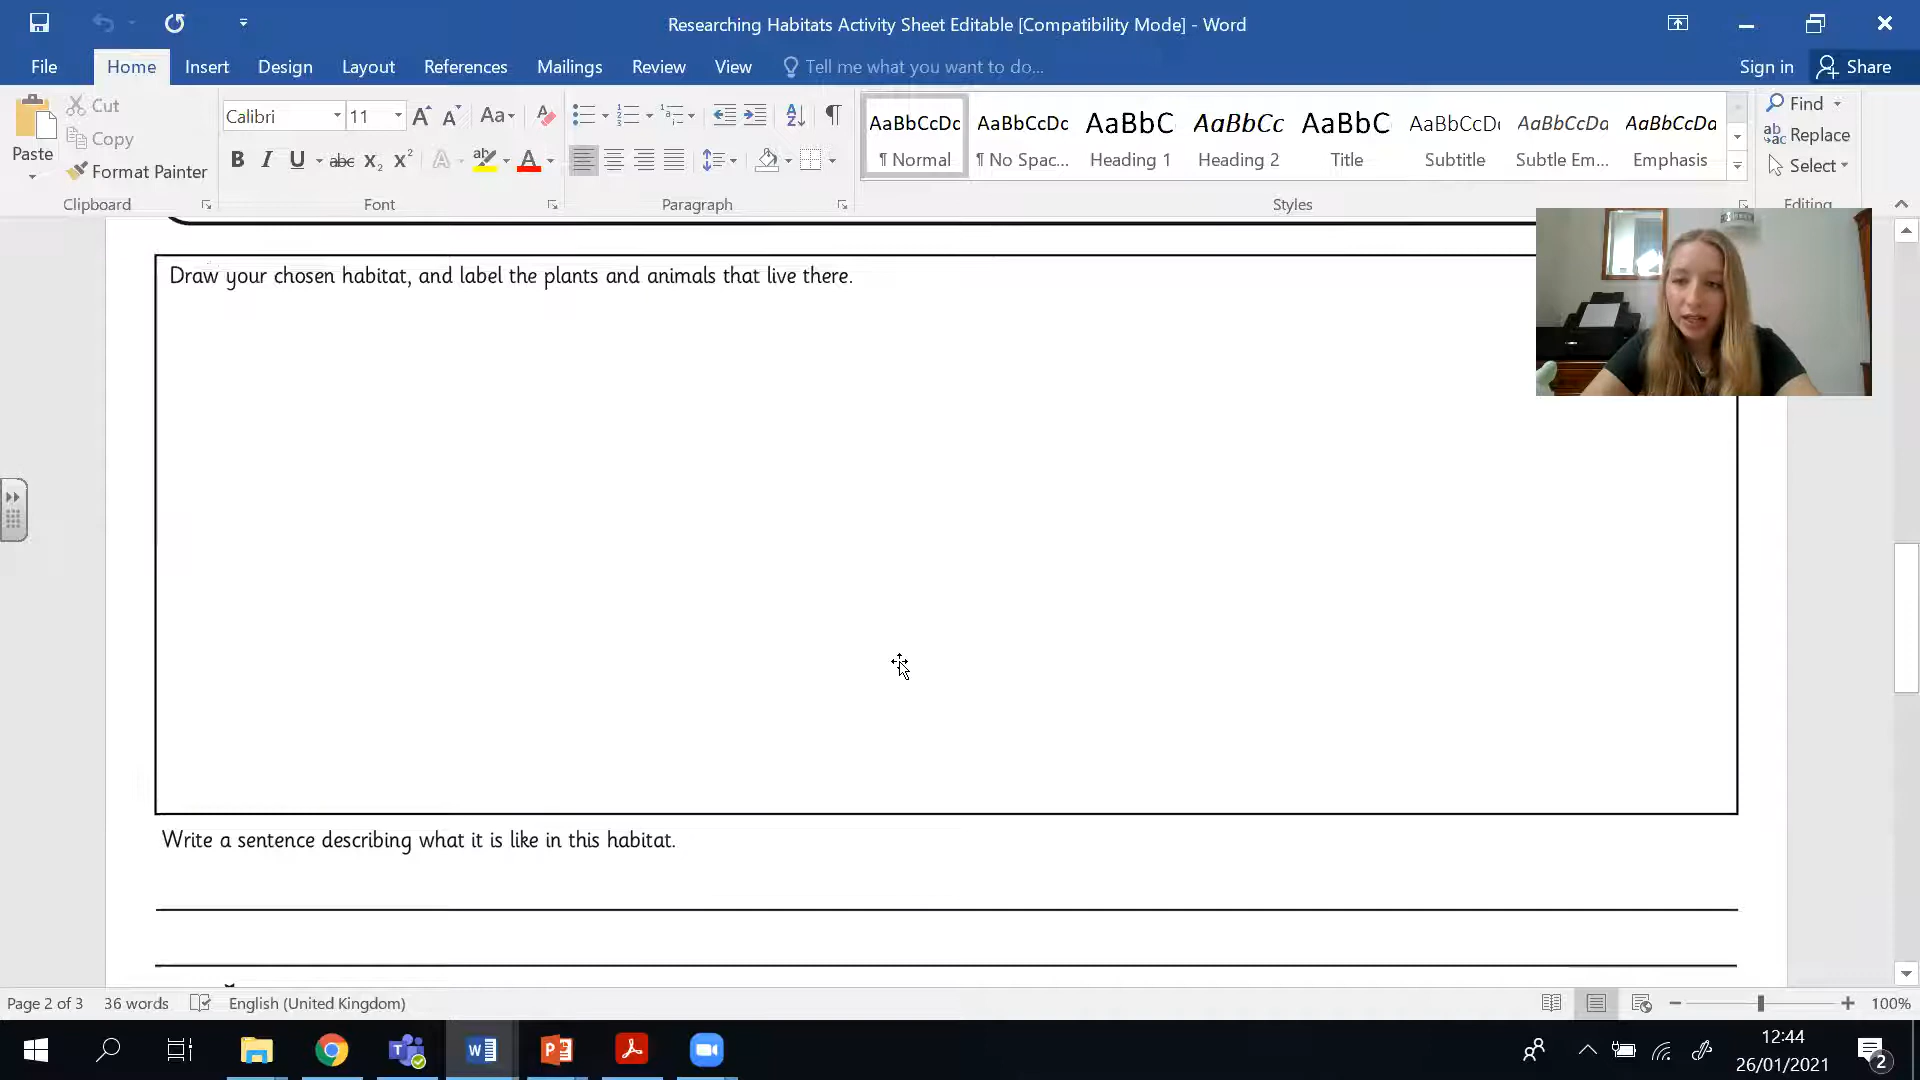 Researching Habitats Activity Sheet Editable [Compatibility Mode] - Word
File Home Insert Design Layout References Mailings Review View Tell me what you want to do... Sign in Share
Cut
Copy
Paste
Format Painter
Clipboard
Calibri 11
Font
Paragraph
AaBbCcDc AaBbCcDc AaBbC AaBbCc AaBbC AaBbCcD AaBbCcDa AaBbCcDa
¶ Normal ¶ No Spac... Heading 1 Heading 2 Title Subtitle Subtle Em... Emphasis
Styles
Find
Replace
Select
Editing
Draw your chosen habitat, and label the plants and animals that live there.
Write a sentence describing what it is like in this habitat.
Page 2 of 3 36 words English (United Kingdom) 100%
12:44
26/01/2021
2